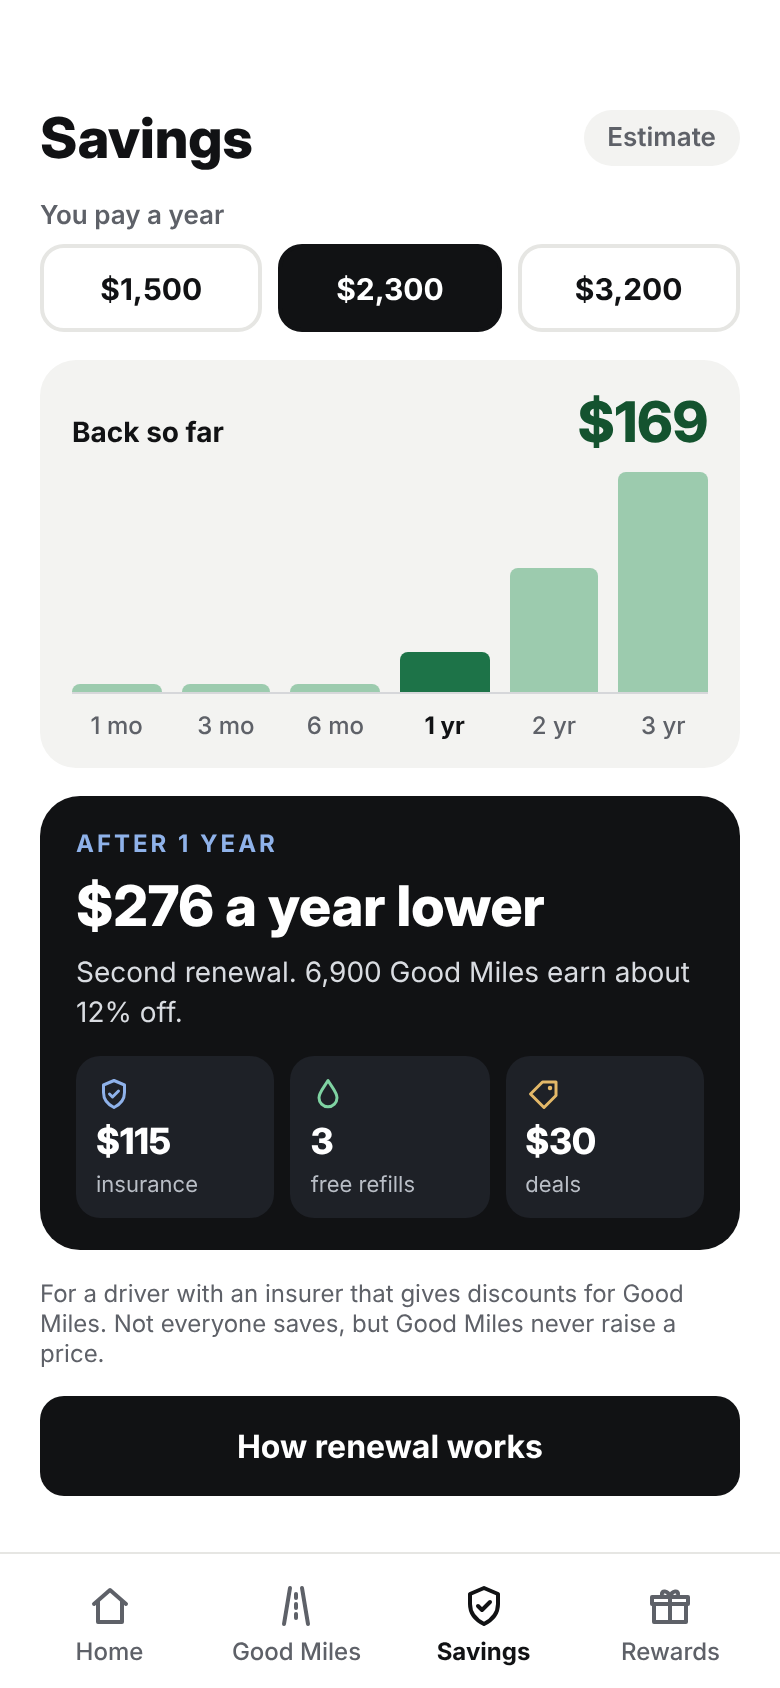 Savings
Estimate
You pay a year
$1,500
$2,300
$3,200
Back so far
$169
1 mo
3 mo
6 mo
1 yr
2 yr
3 yr
AFTER 1 YEAR
$276 a year lower
Second renewal. 6,900 Good Miles earn about
12% off.
$115
insurance
3
free refills
$30
deals
For a driver with an insurer that gives discounts for Good
Miles. Not everyone saves, but Good Miles never raise a
price.
How renewal works
Home
Good Miles
Savings
Rewards